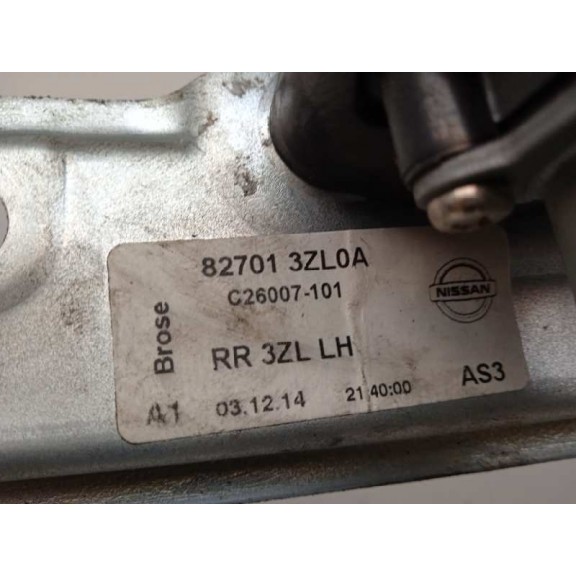 82701 3ZL0A
C26007-101
NISSAN
Brose
RR 3ZL LH
AS3
A1 03.12.14 21:40:00